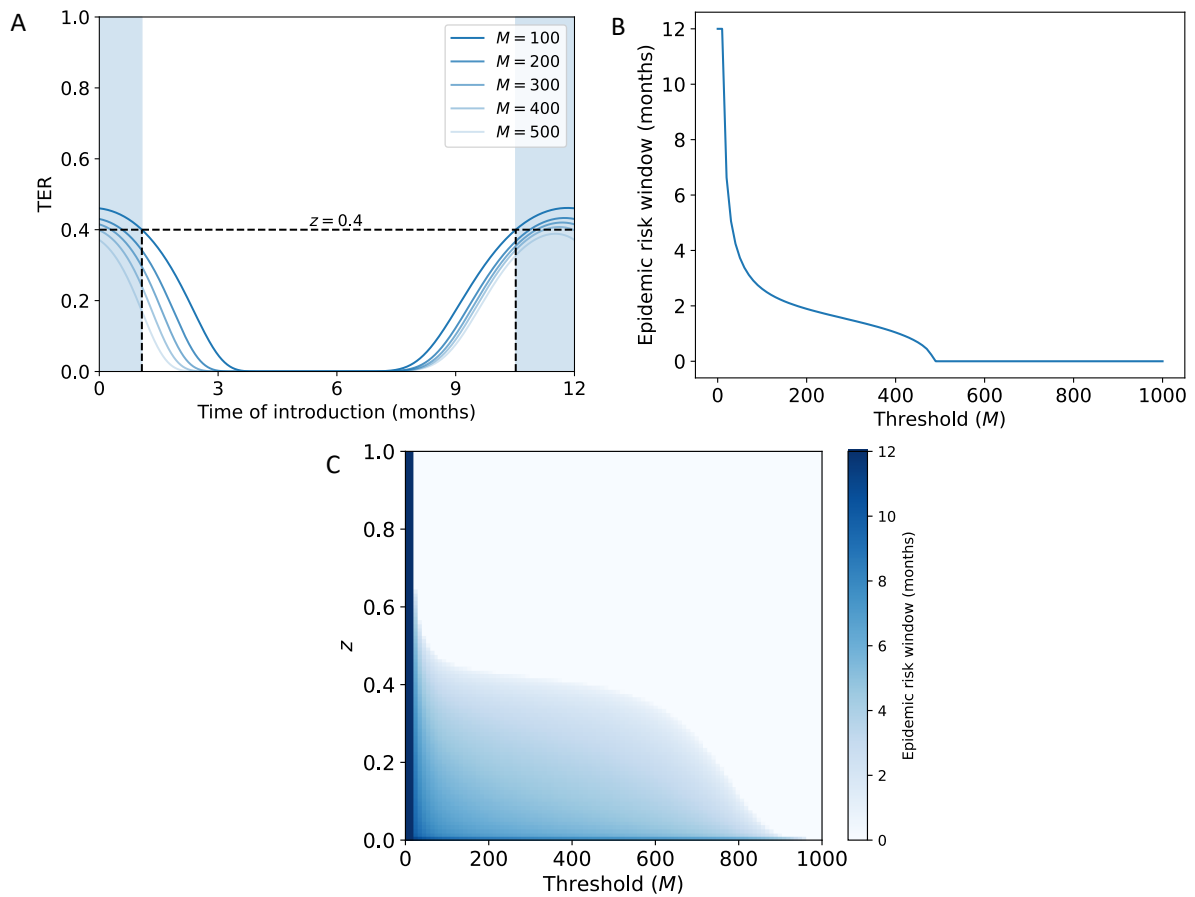 A
1.0
0.8
0.6
0.4
0.2
0.0
TER
z = 0.4
M = 100
M = 200
M = 300
M = 400
M = 500
0 3 6 9 12
Time of introduction (months)
B
12
10
8
6
4
2
0
Epidemic risk window (months)
0 200 400 600 800 1000
Threshold (M)
C
1.0
0.8
0.6
0.4
0.2
0.0
z
0 200 400 600 800 1000
Threshold (M)
12
10
8
6
4
2
0
Epidemic risk window (months)